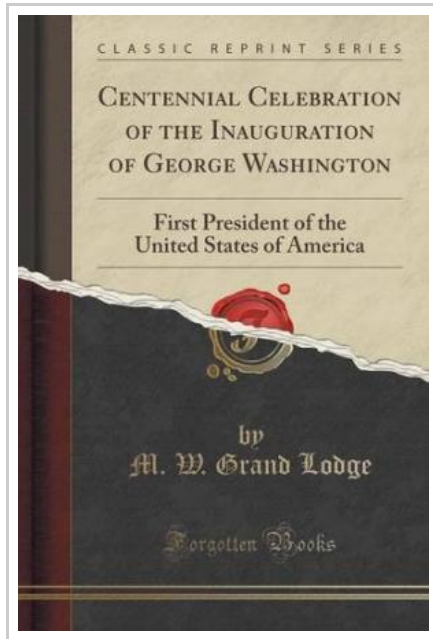 CLASSIC REPRINT SERIES
CENTENNIAL CELEBRATION
OF THE INAUGURATION
OF GEORGE WASHINGTON
First President of the
United States of America
by
M. W. Grand Lodge
Forgotten Books